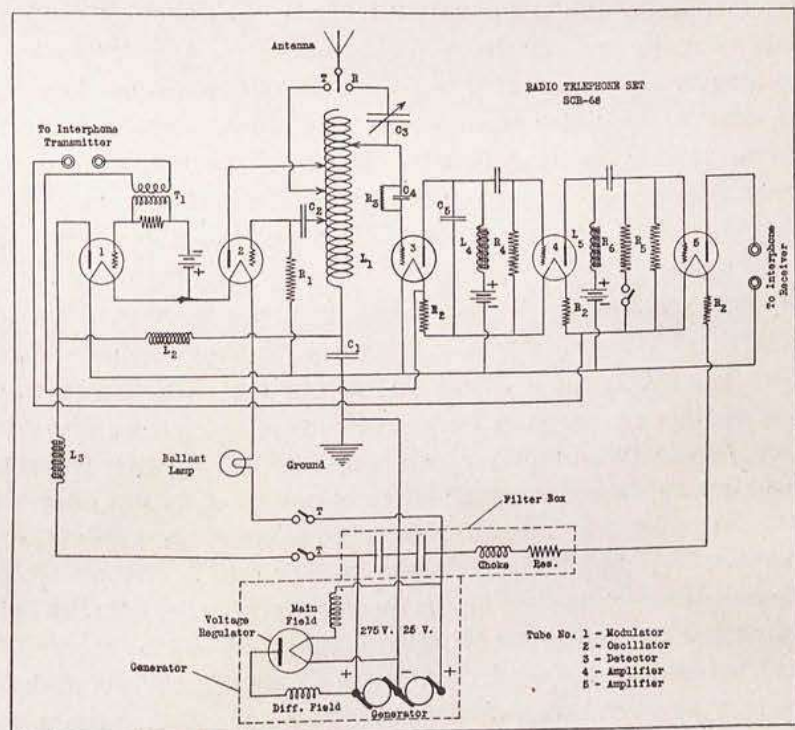 Antenna
T R
RADIO TELEPHONE SET
SCR-68
To Interphone
Transmitter
C3
T1
C2
R3
C4
C5
L4
R4
L5
R6
R5
1
2
3
4
5
L1
R1
R2
R2
R2
To Interphone
Receiver
L2
C1
L3
Ballast
Lamp
Ground
T
Filter Box
T
Choke
Res.
Main
Field
Voltage
Regulator
275 V. 25 V.
Generator
+ - +
Diff. Field
Generator
Tube No. 1 - Modulator
2 - Oscillator
3 - Detector
4 - Amplifier
5 - Amplifier